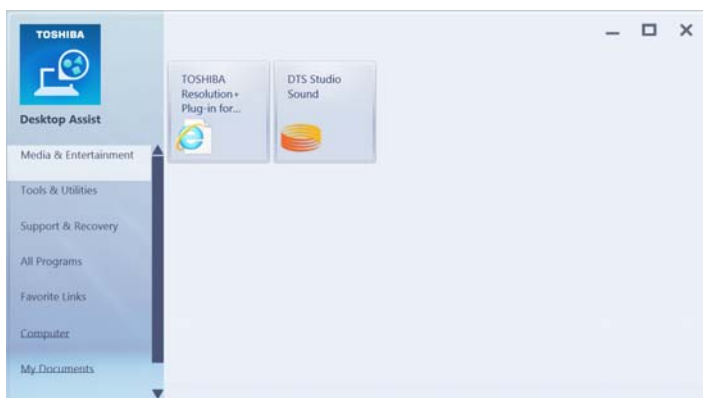 TOSHIBA
Desktop Assist
Media & Entertainment
Tools & Utilities
Support & Recovery
All Programs
Favorite Links
Computer
My Documents
TOSHIBA
Resolution+
Plug-in for...
DTS Studio
Sound